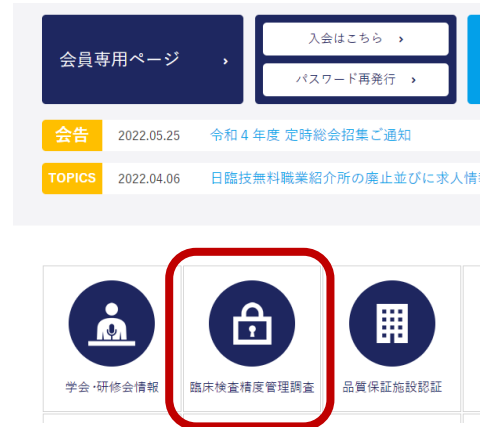 会員専用ページ
入会はこちら
パスワード再発行
会告 2022.05.25 令和4年度 定時総会招集ご通知
TOPICS 2022.04.06 日臨技無料職業紹介所の廃止並びに求人情
学会・研修会情報 臨床検査精度管理調査 品質保証施設認証